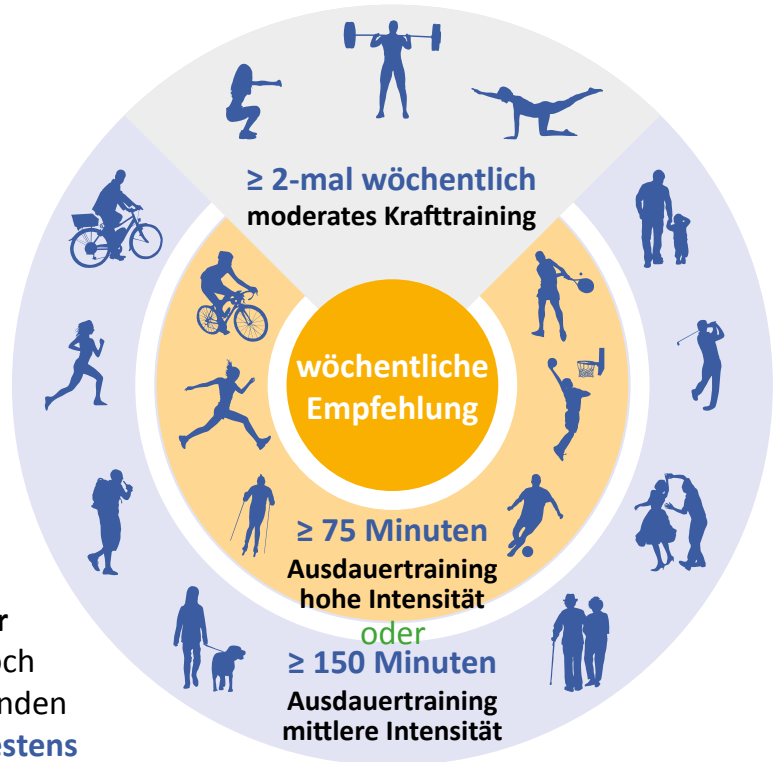 ≥ 2-mal wöchentlich
moderates Krafttraining
wöchentliche
Empfehlung
≥ 75 Minuten
Ausdauertraining
hohe Intensität
oder
≥ 150 Minuten
Ausdauertraining
mittlere Intensität